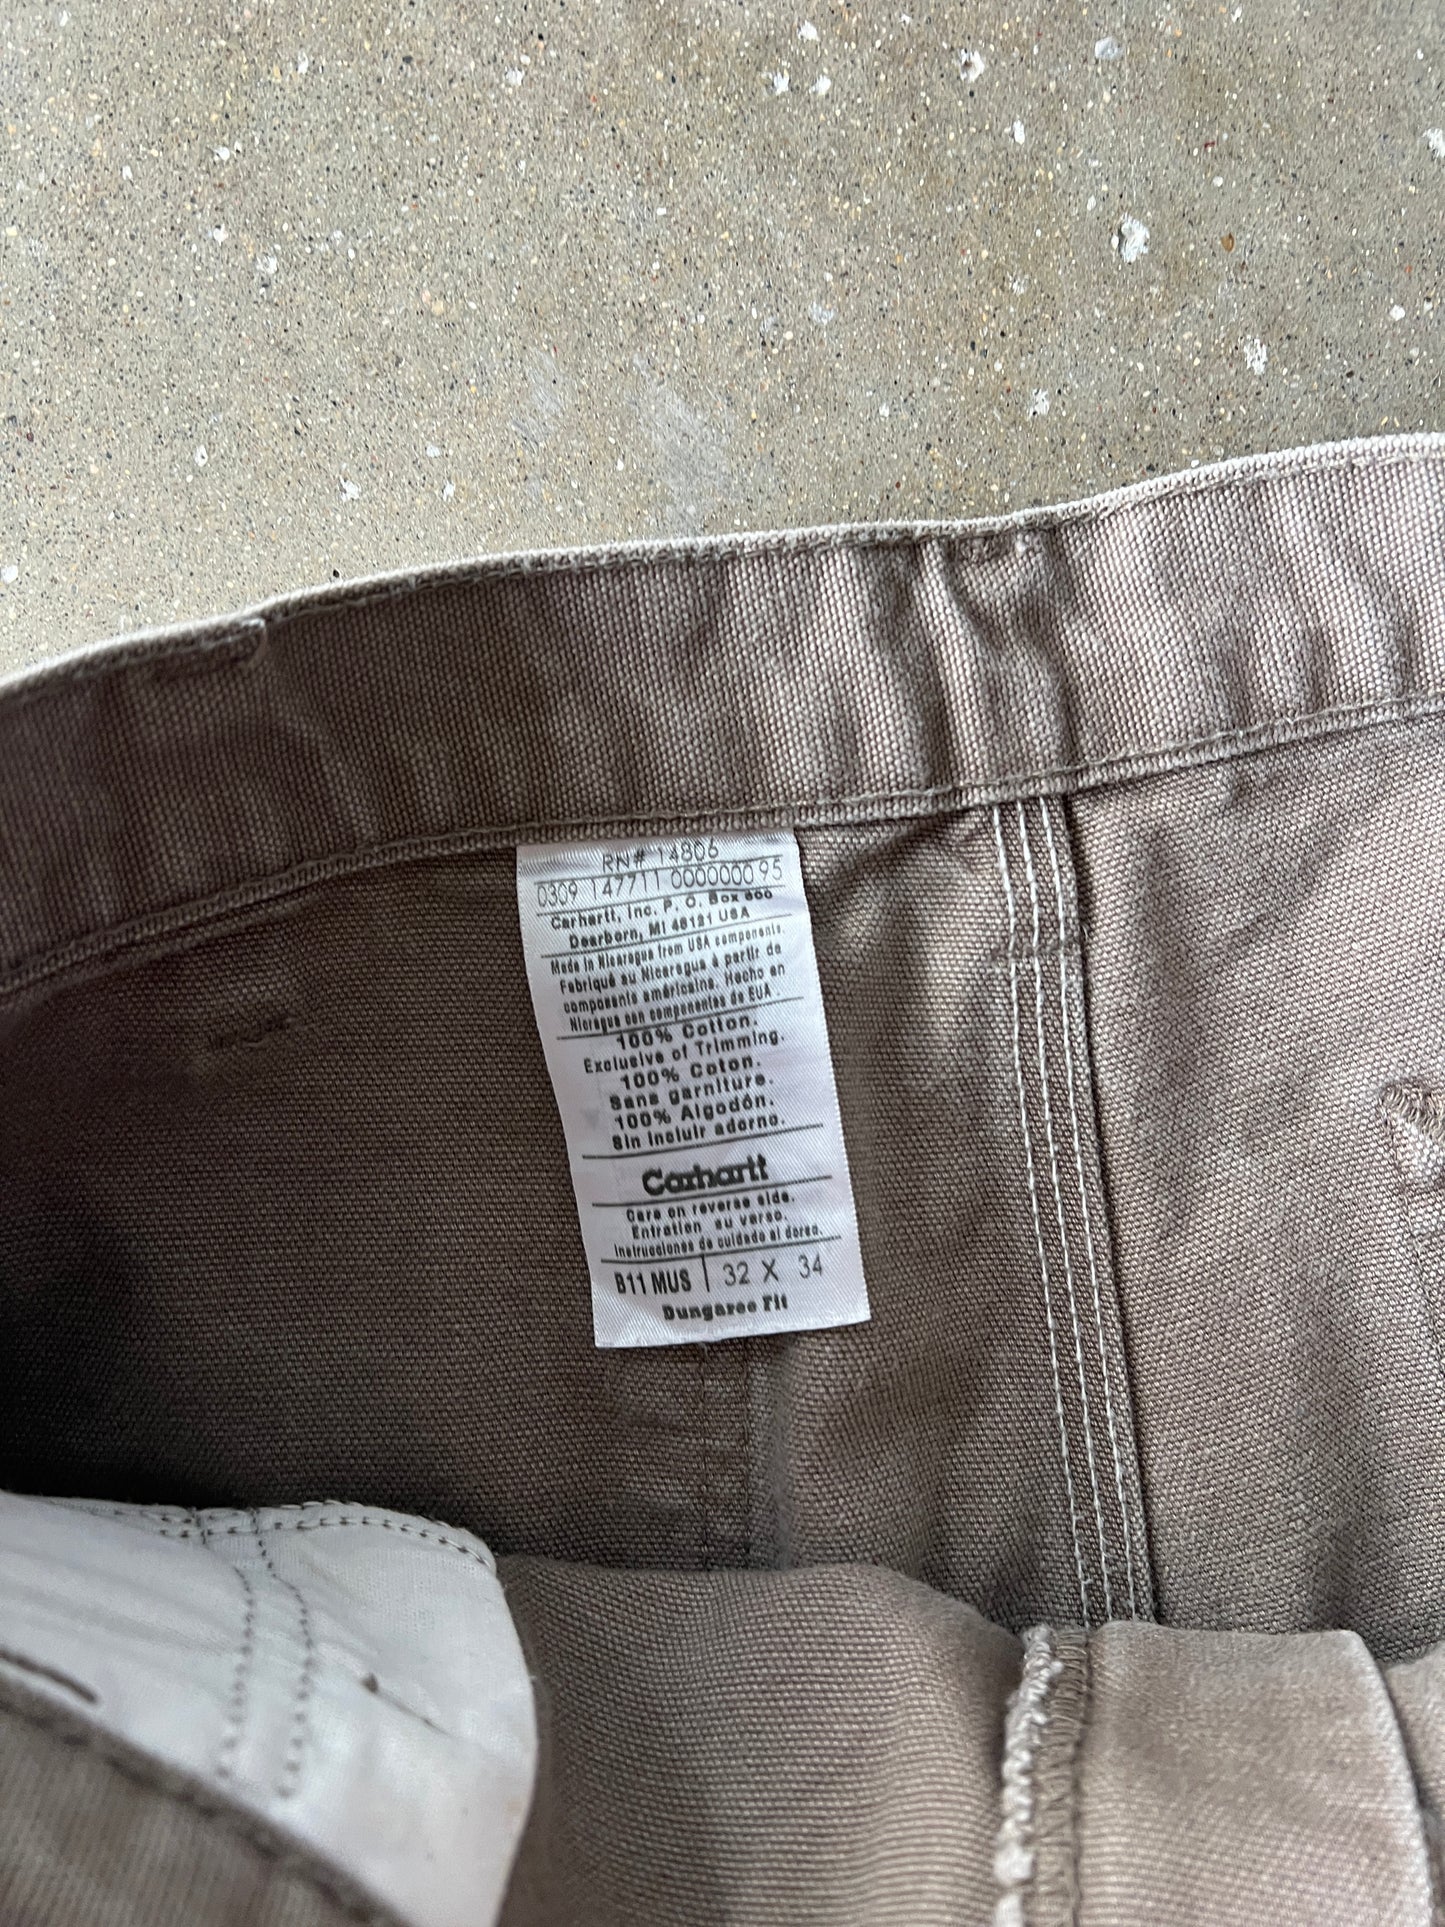 RN# 14806
0309 147711 0000000 95
Carhartt, Inc. P. O. Box 600
Dearborn, MI 48121 USA
Made in Nicaragua from USA components.
Fabriqué au Nicaragua à partir de
composants américains. Hecho en
Nicaragua con componentes de EUA.
100% Cotton.
Exclusive of Trimming.
100% Coton.
Sans garniture.
100% Algodón.
Sin incluir adorno.
Carhartt
Care on reverse side.
Entretien au verso.
Instrucciones de cuidado al dorso.
B11 MUS | 32 X 34
Dungaree Fit